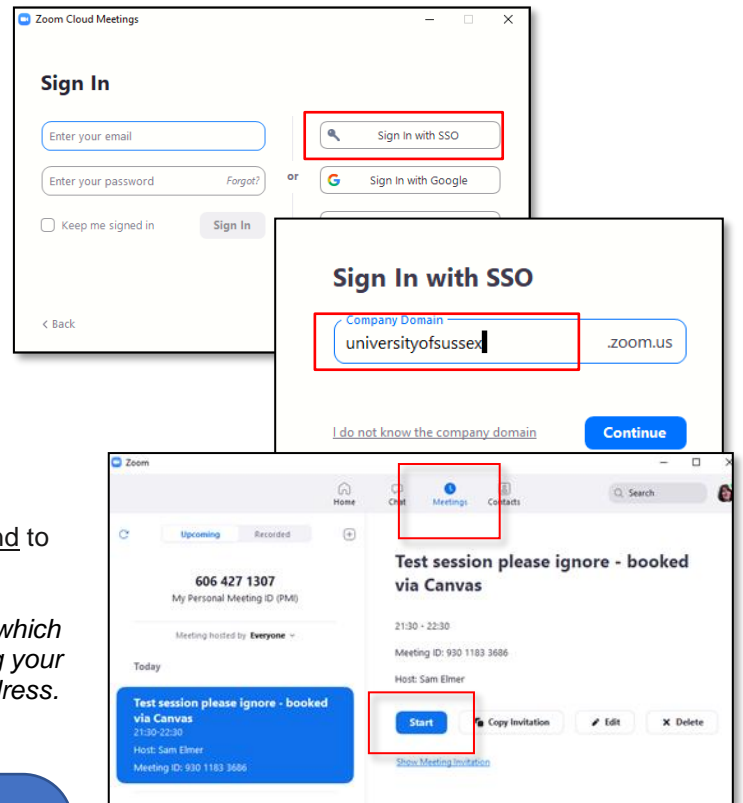 Zoom Cloud Meetings
Sign In
Enter your email
Sign In with SSO
Enter your password Forgot?
or
Sign In with Google
Keep me signed in Sign In
< Back
Sign In with SSO
Company Domain
universityofsussex .zoom.us
I do not know the company domain Continue
Zoom
Home Chat Meetings Contacts
Search
Upcoming Recorded
606 427 1307
My Personal Meeting ID (PMI)
Meeting hosted by Everyone
Today
Test session please ignore - booked
via Canvas
21:30-22:30
Host: Sam Elmer
Meeting ID: 930 1183 3686
Test session please ignore - booked
via Canvas
21:30 - 22:30
Meeting ID: 930 1183 3686
Host: Sam Elmer
Start Copy Invitation Edit Delete
Show Meeting Invitation
nd to
which
g your
dress.